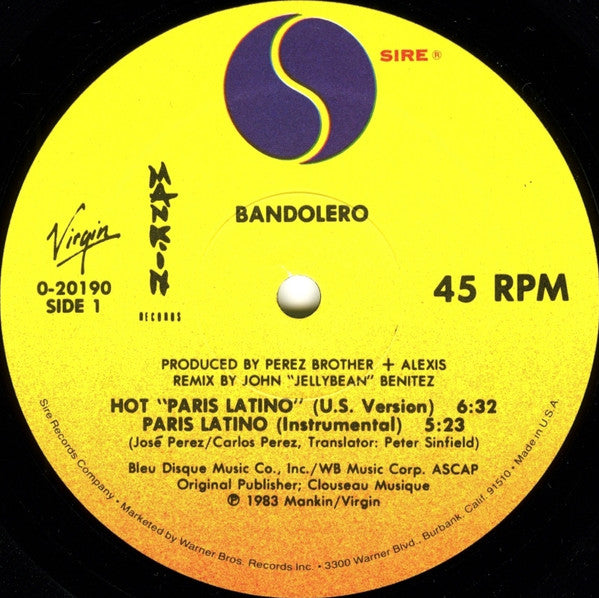 SIRE ®
BANDOLERO
Virgin
MANKIN
RECORDS
0-20190
SIDE 1
45 RPM
PRODUCED BY PEREZ BROTHER + ALEXIS
REMIX BY JOHN "JELLYBEAN" BENITEZ
HOT "PARIS LATINO" (U.S. Version) 6:32
PARIS LATINO (Instrumental) 5:23
(José Perez/Carlos Perez, Translator: Peter Sinfield)
Bleu Disque Music Co., Inc./WB Music Corp. ASCAP
Original Publisher; Clouseau Musique
℗ 1983 Mankin/Virgin
Sire Records Company • Marketed by Warner Bros. Records Inc. • 3300 Warner Blvd., Burbank, Calif. 91510 • Made in U.S.A.